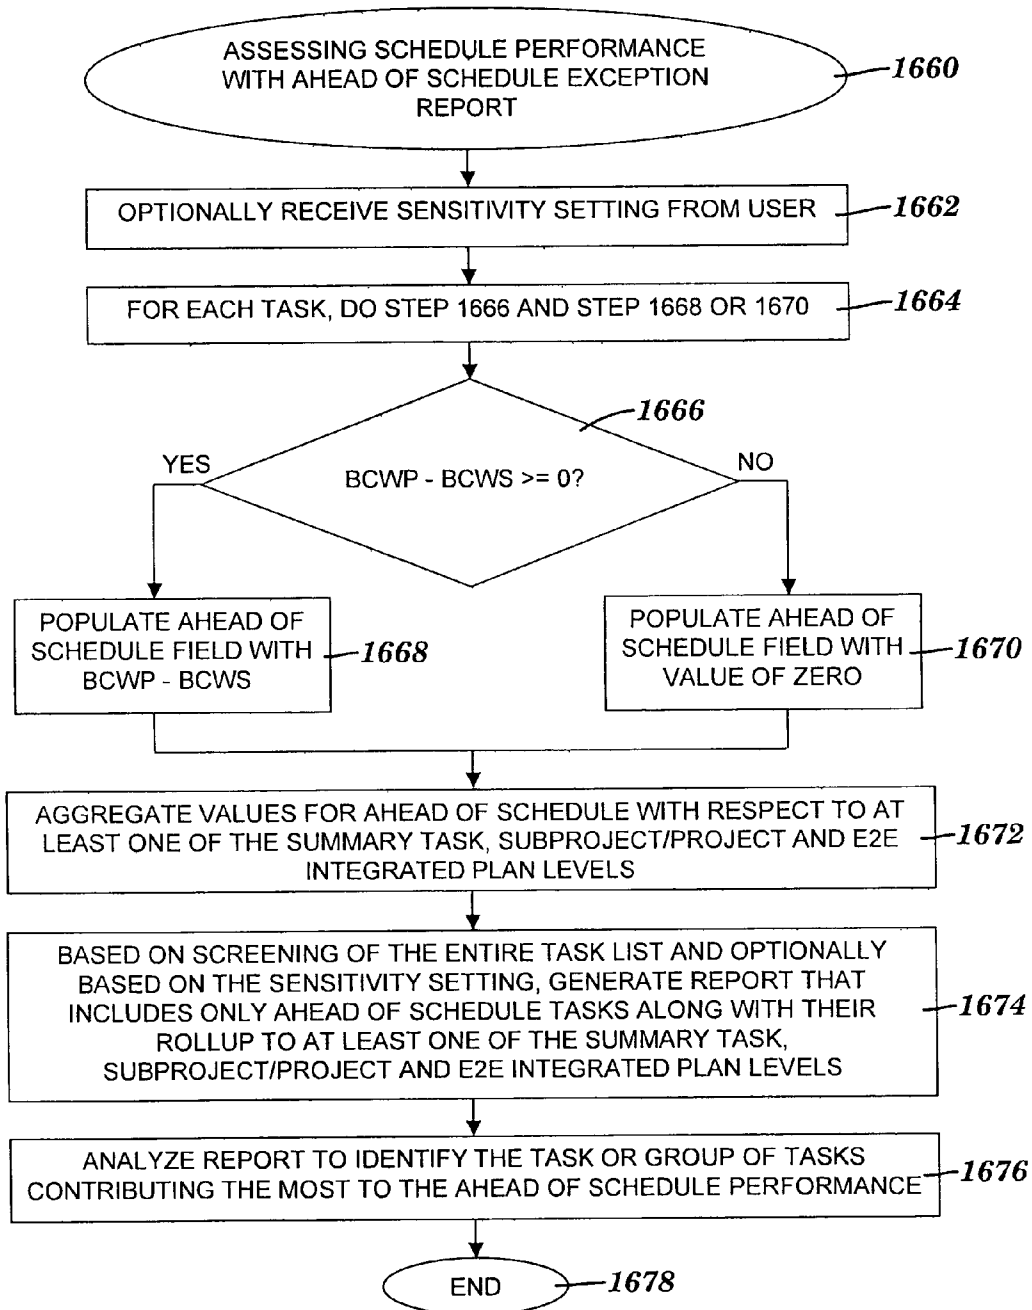 ASSESSING SCHEDULE PERFORMANCE
WITH AHEAD OF SCHEDULE EXCEPTION
REPORT
1660
OPTIONALLY RECEIVE SENSITIVITY SETTING FROM USER
1662
FOR EACH TASK, DO STEP 1666 AND STEP 1668 OR 1670
1664
1666
YES
BCWP - BCWS >= 0?
NO
POPULATE AHEAD OF
SCHEDULE FIELD WITH
BCWP - BCWS
1668
POPULATE AHEAD OF
SCHEDULE FIELD WITH
VALUE OF ZERO
1670
AGGREGATE VALUES FOR AHEAD OF SCHEDULE WITH RESPECT TO AT
LEAST ONE OF THE SUMMARY TASK, SUBPROJECT/PROJECT AND E2E
INTEGRATED PLAN LEVELS
1672
BASED ON SCREENING OF THE ENTIRE TASK LIST AND OPTIONALLY
BASED ON THE SENSITIVITY SETTING, GENERATE REPORT THAT
INCLUDES ONLY AHEAD OF SCHEDULE TASKS ALONG WITH THEIR
ROLLUP TO AT LEAST ONE OF THE SUMMARY TASK,
SUBPROJECT/PROJECT AND E2E INTEGRATED PLAN LEVELS
1674
ANALYZE REPORT TO IDENTIFY THE TASK OR GROUP OF TASKS
CONTRIBUTING THE MOST TO THE AHEAD OF SCHEDULE PERFORMANCE
1676
END
1678